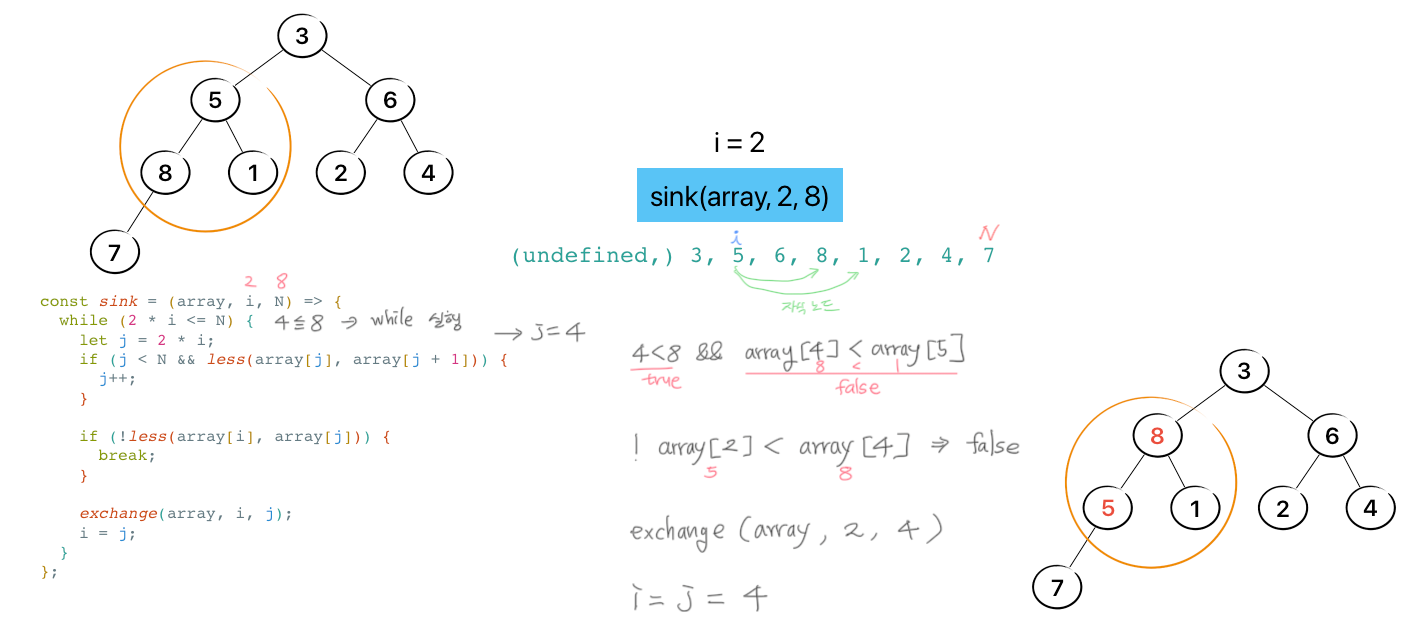 3
5 6
8 1 2 4
7
i = 2
sink(array, 2, 8)
i N
(undefined,) 3, 5, 6, 8, 1, 2, 4, 7
자식 노드
2 8
const sink = (array, i, N) => {
while (2 * i <= N) { 4≦8 ⇒ while 실행
let j = 2 * i; → j=4
if (j < N && less(array[j], array[j + 1])) {
j++;
}
if (!less(array[i], array[j])) {
break;
}
exchange(array, i, j);
i = j;
}
};
4<8 && array[4] < array[5]
true 8 < 1
false
! array[2] < array[4] ⇒ false
5 8
exchange (array, 2, 4)
i = j = 4
3
8 6
5 1 2 4
7